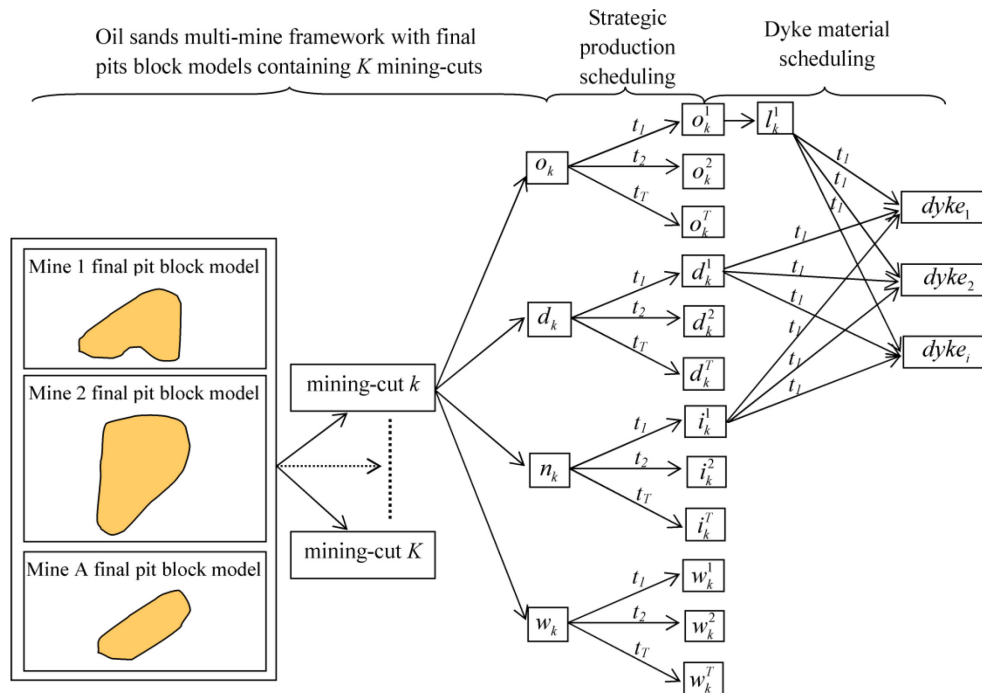 Oil sands multi-mine framework with final
pits block models containing K mining-cuts
Strategic
production
scheduling
Dyke material
scheduling
Mine 1 final pit block model
Mine 2 final pit block model
Mine A final pit block model
mining-cut k
mining-cut K
o_k
d_k
n_k
w_k
t_1
t_2
t_T
o_k^1
o_k^2
o_k^T
t_1
t_2
t_T
d_k^1
d_k^2
d_k^T
t_1
t_2
t_T
i_k^1
i_k^2
i_k^T
t_1
t_2
t_T
w_k^1
w_k^2
w_k^T
l_k^1
t_1
t_1
t_1
t_1
t_1
t_1
t_1
t_1
t_1
dyke_1
dyke_2
dyke_i